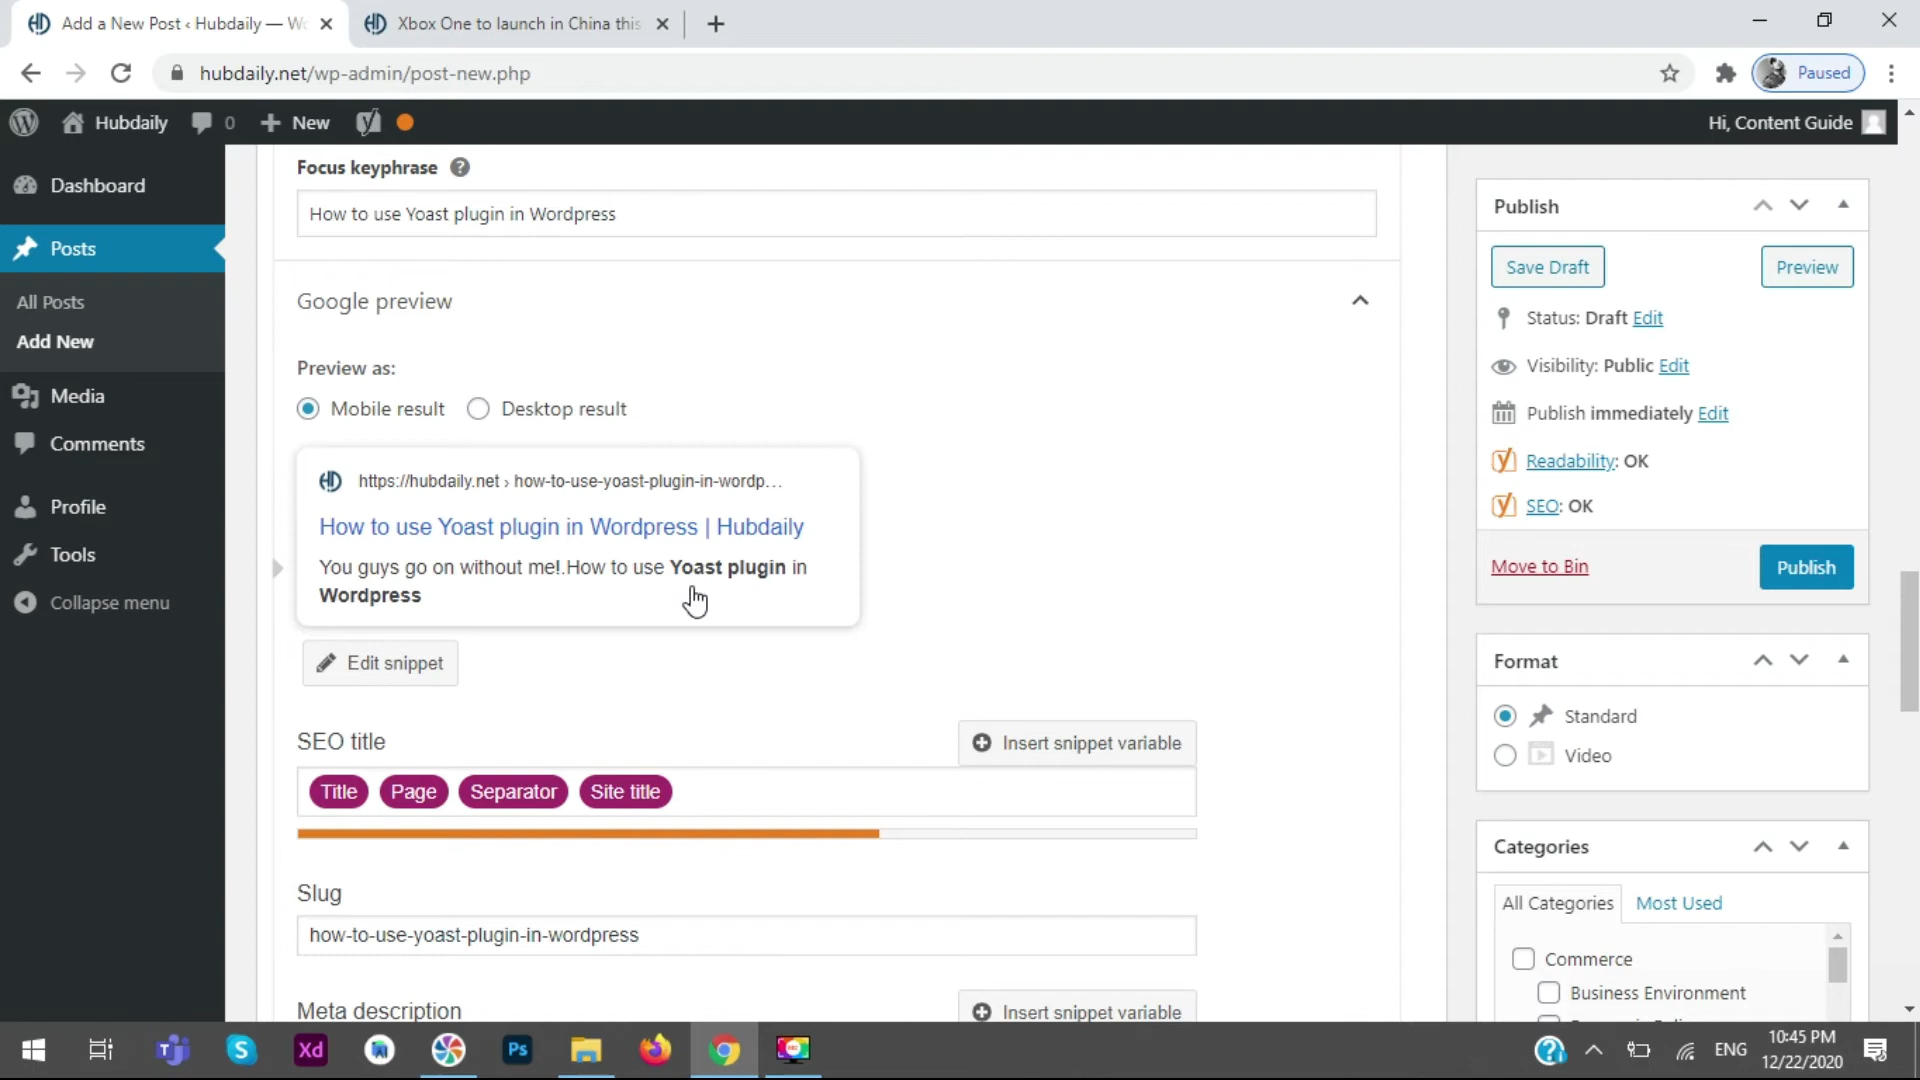 Add a New Post ‹ Hubdaily — Wo
Xbox One to launch in China this
hubdaily.net/wp-admin/post-new.php
Paused
Hubdaily
0
New
Hi, Content Guide
Dashboard
Posts
All Posts
Add New
Media
Comments
Profile
Tools
Collapse menu
Focus keyphrase
How to use Yoast plugin in Wordpress
Google preview
Preview as:
Mobile result
Desktop result
https://hubdaily.net › how-to-use-yoast-plugin-in-wordp...
How to use Yoast plugin in Wordpress | Hubdaily
You guys go on without me!.How to use Yoast plugin in
Wordpress
Edit snippet
SEO title
Insert snippet variable
Title Page Separator Site title
Slug
how-to-use-yoast-plugin-in-wordpress
Meta description
Insert snippet variable
Publish
Save Draft
Preview
Status: Draft Edit
Visibility: Public Edit
Publish immediately Edit
Readability: OK
SEO: OK
Move to Bin
Publish
Format
Standard
Video
Categories
All Categories
Most Used
Commerce
Business Environment
Xd
Ps
ENG
10:45 PM
12/22/2020